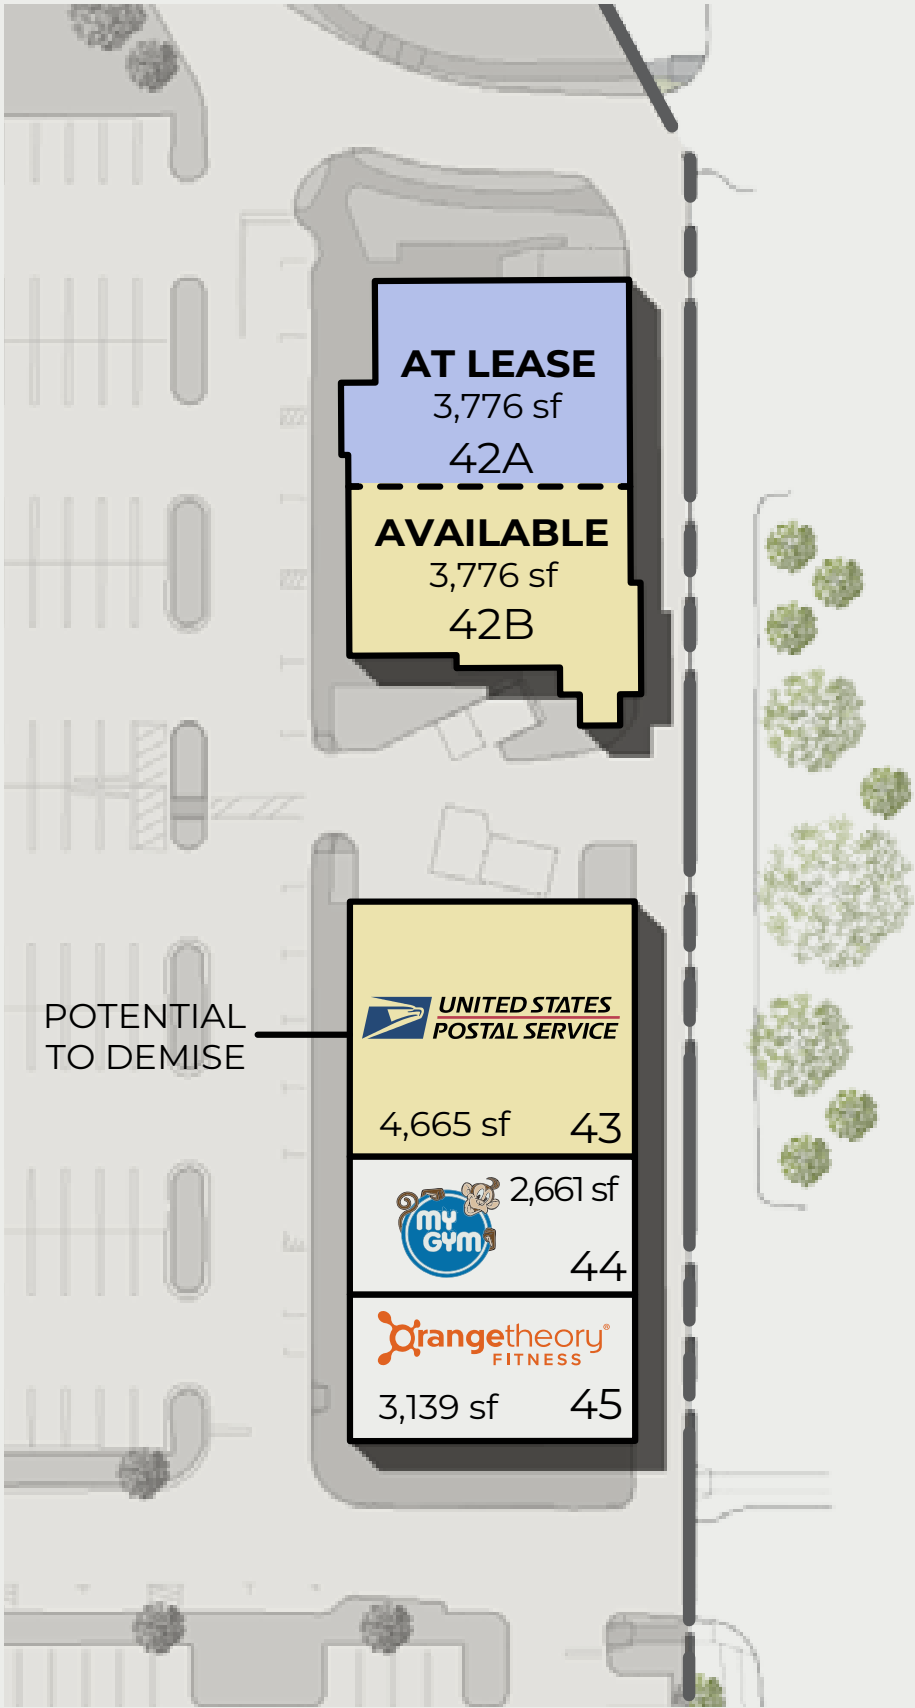 AT LEASE
3,776 sf
42A
AVAILABLE
3,776 sf
42B
POTENTIAL
TO DEMISE
UNITED STATES
POSTAL SERVICE
4,665 sf 43
2,661 sf
MY
GYM
44
Orangetheory®
FITNESS
3,139 sf 45